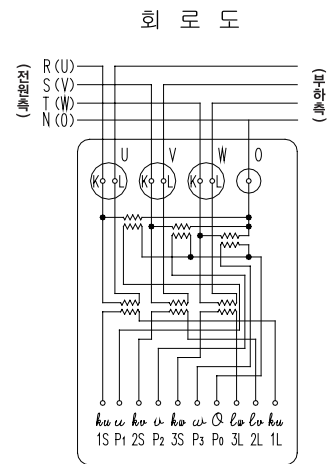 회 로 도
(전원측)
R (U)
S (V)
T (W)
N (O)
(부하측)
U V W O
K L K L K L
ku u kv v kw w O lw lv ku
1S P1 2S P2 3S P3 P0 3L 2L 1L